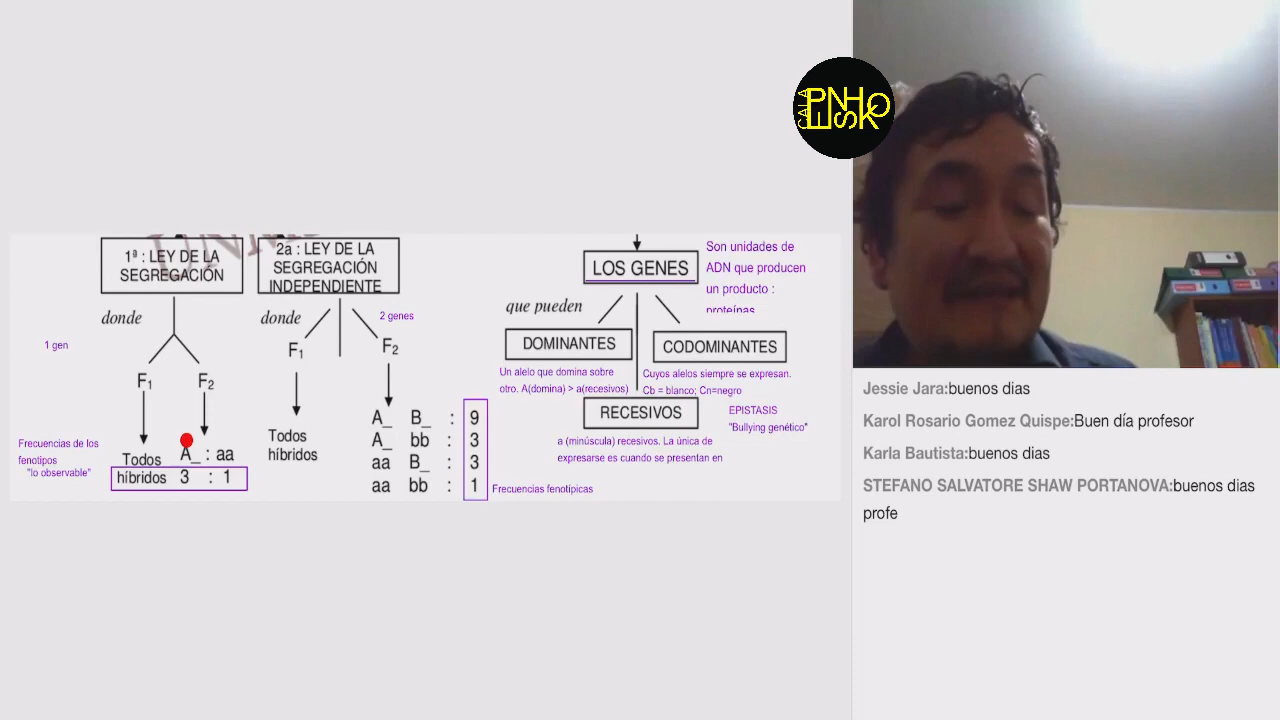 1ª : LEY DE LA
SEGREGACIÓN
donde
1 gen
F₁
F₂
Frecuencias de los
fenotipos
"lo observable"
Todos
híbridos
A_ : aa
3 : 1
2a : LEY DE LA
SEGREGACIÓN
INDEPENDIENTE
donde
2 genes
F₁
F₂
Todos
híbridos
A_ B_ : 9
A_ bb : 3
aa B_ : 3
aa bb : 1
Frecuencias fenotípicas
LOS GENES
Son unidades de
ADN que producen
un producto :
proteínas
que pueden
DOMINANTES
Un alelo que domina sobre
otro. A(domina) > a(recesivos)
CODOMINANTES
Cuyos alelos siempre se expresan.
Cb = blanco; Cn=negro
RECESIVOS
a (minúscula) recesivos. La única de
expresarse es cuando se presentan en
EPISTASIS
"Bullying genético"
Jessie Jara:buenos dias
Karol Rosario Gomez Quispe:Buen día profesor
Karla Bautista:buenos dias
STEFANO SALVATORE SHAW PORTANOVA:buenos dias
profe